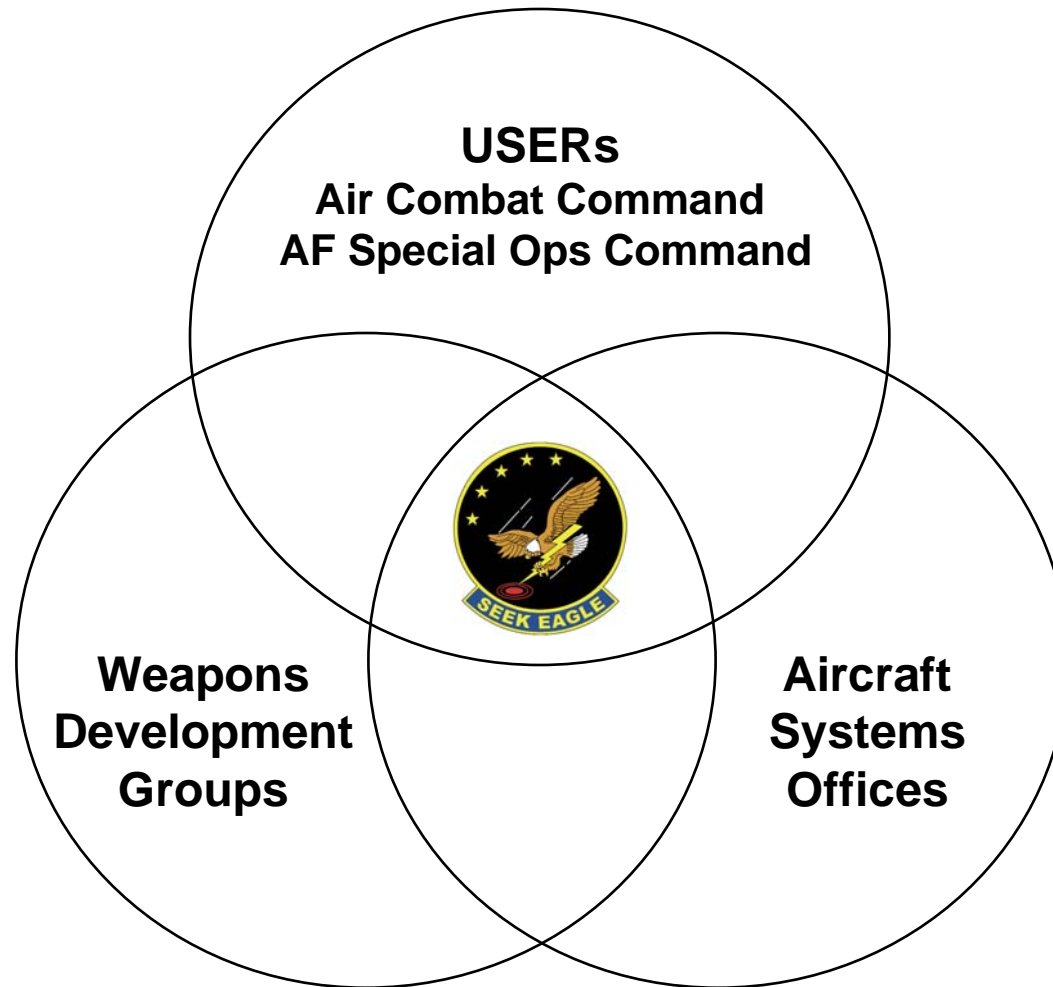 USERs
Air Combat Command
AF Special Ops Command
SEEK EAGLE
Weapons
Development
Groups
Aircraft
Systems
Offices